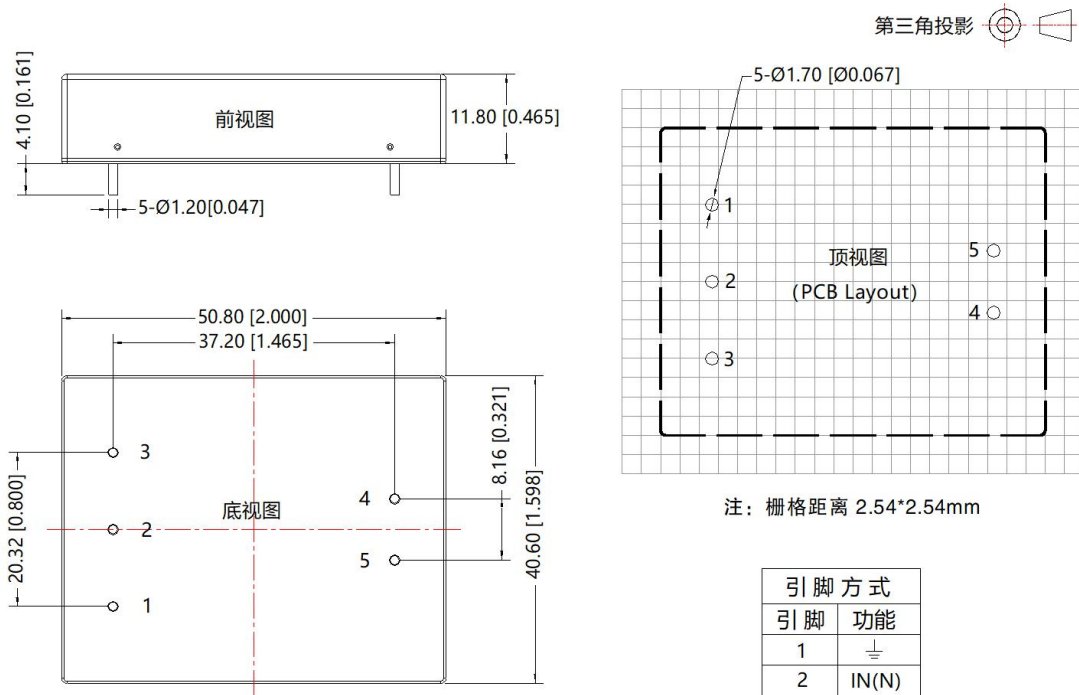 第三角投影
4.10 [0.161]
前视图
11.80 [0.465]
5-Ø1.20[0.047]
5-Ø1.70 [Ø0.067]
1
2
3
顶视图
(PCB Layout)
5
4
注：栅格距离 2.54*2.54mm
50.80 [2.000]
37.20 [1.465]
20.32 [0.800]
3
2
1
底视图
4
5
8.16 [0.321]
40.60 [1.598]
引脚方式
引脚 功能
1
2 IN(N)